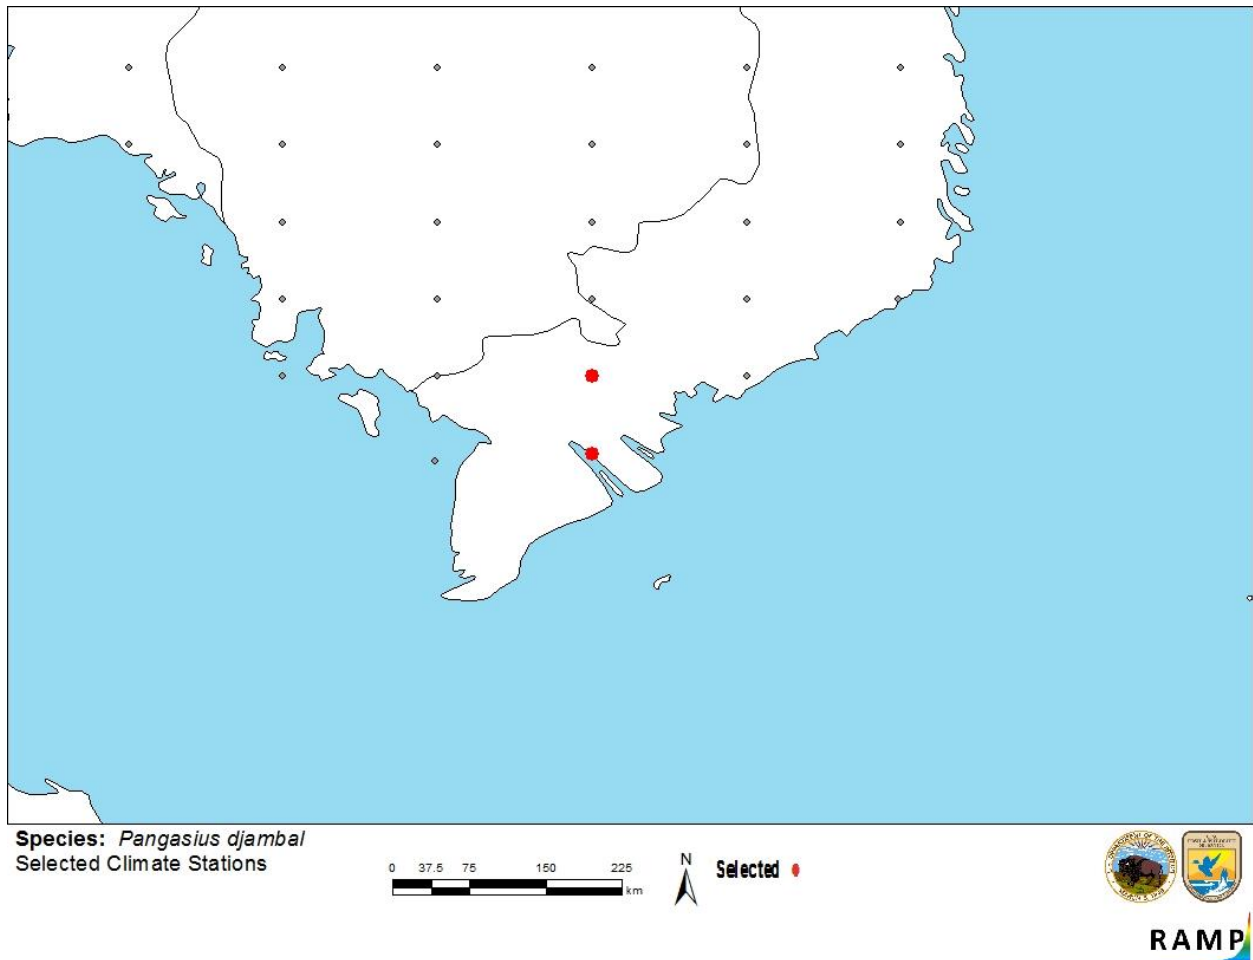 Species: Pangasius djambal
Selected Climate Stations
0 37.5 75 150 225
km
N
Selected
RAMP